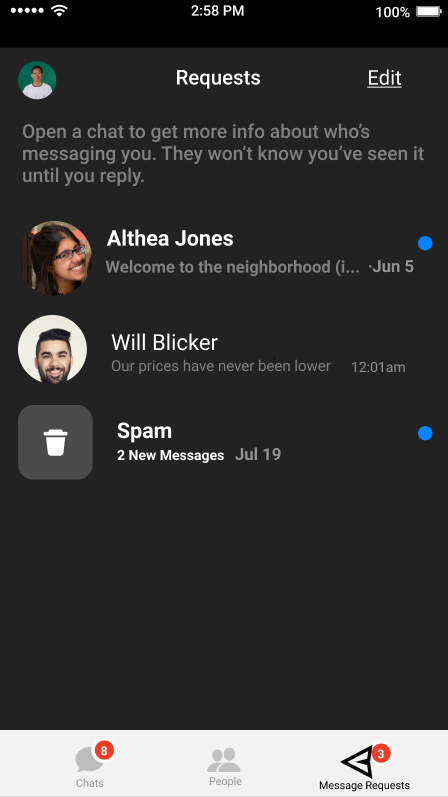 2:58 PM 100%
Requests Edit
Open a chat to get more info about who’s
messaging you. They won’t know you’ve seen it
until you reply.
Althea Jones
Welcome to the neighborhood (i... ·Jun 5
Will Blicker
Our prices have never been lower 12:01am
Spam
2 New Messages Jul 19
8 3
Chats People Message Requests